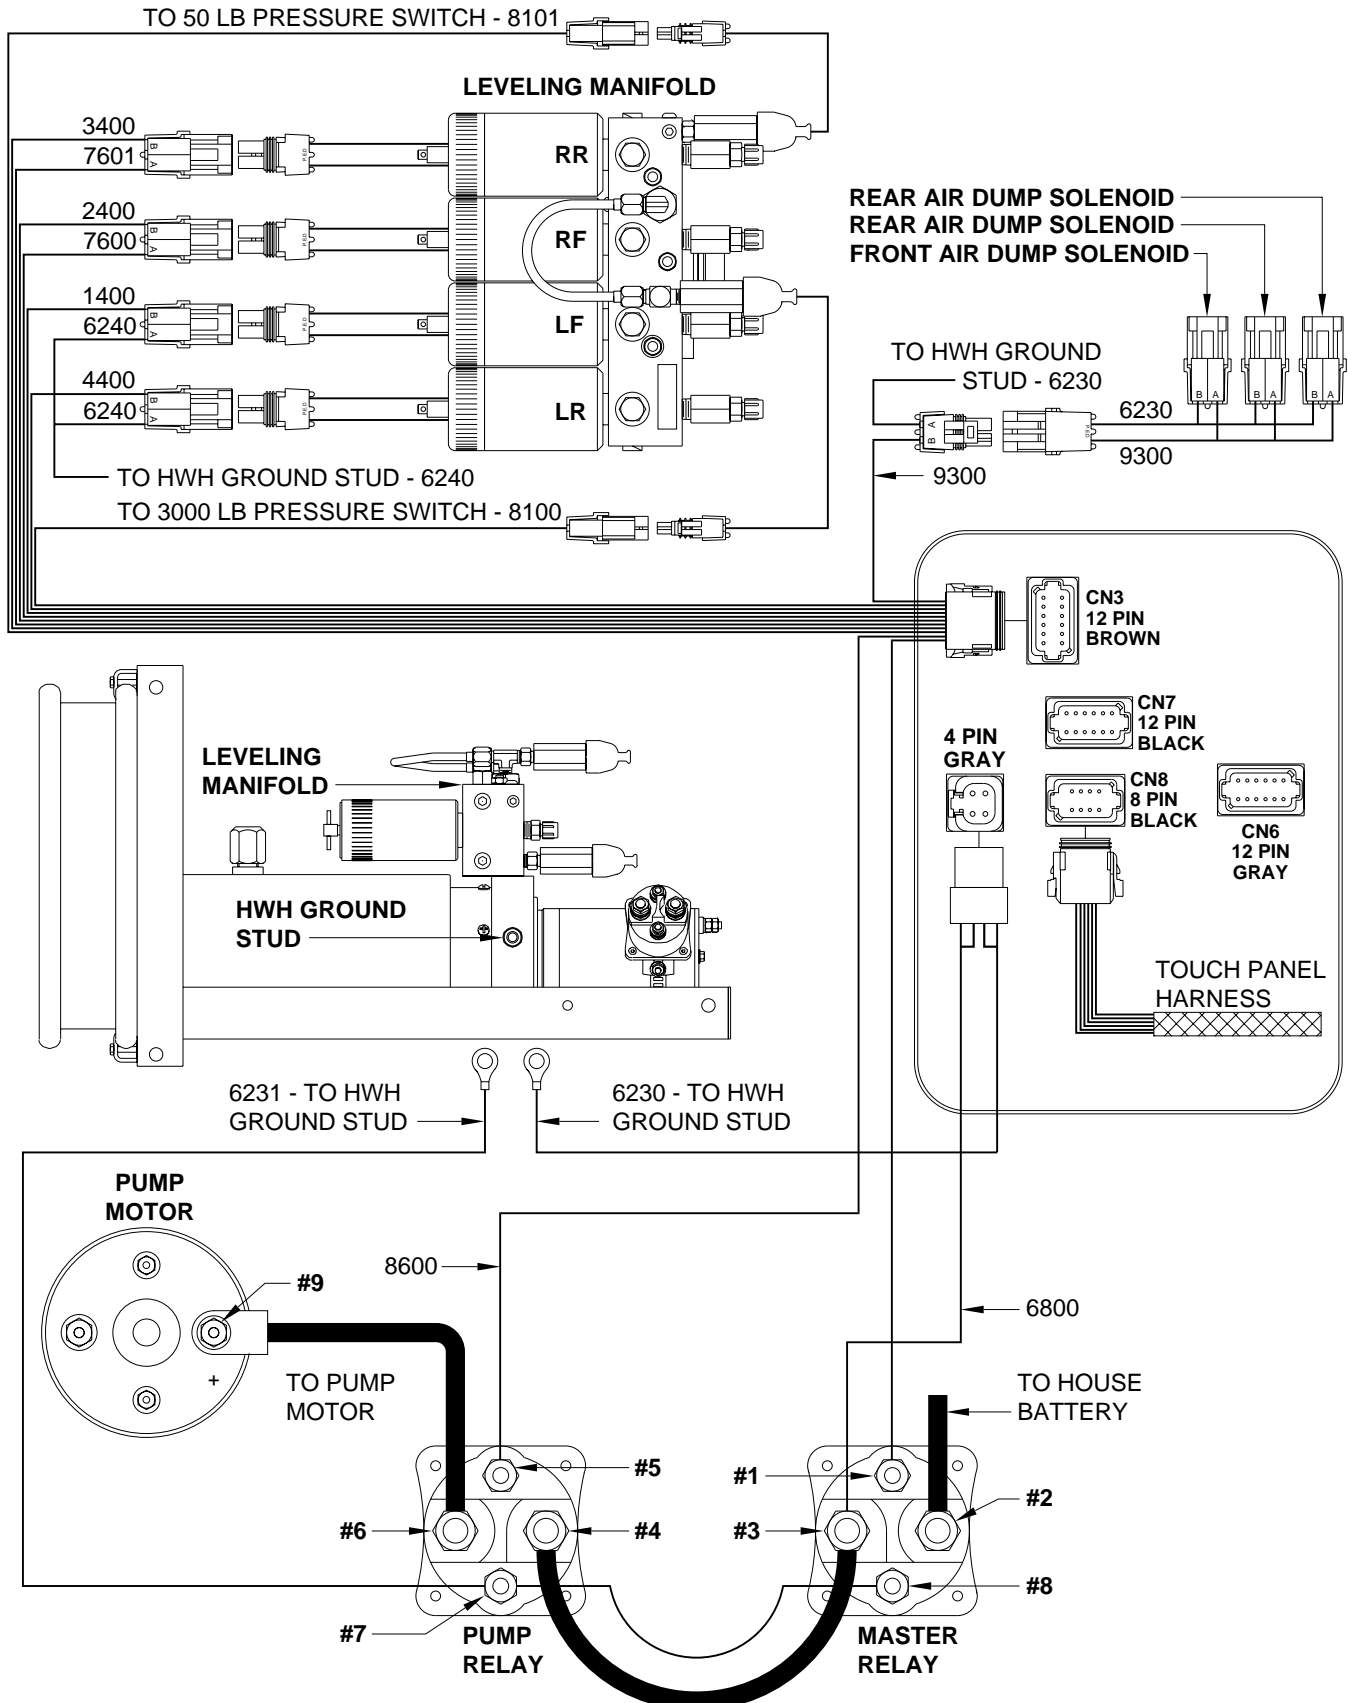 TO 50 LB PRESSURE SWITCH - 8101
LEVELING MANIFOLD
3400
7601
B
A
P.E.D
RR
2400
7600
B
A
P.E.D
RF
1400
6240
B
A
P.E.D
LF
4400
6240
B
A
P.E.D
LR
TO HWH GROUND STUD - 6240
TO 3000 LB PRESSURE SWITCH - 8100
REAR AIR DUMP SOLENOID
REAR AIR DUMP SOLENOID
FRONT AIR DUMP SOLENOID
TO HWH GROUND
STUD - 6230
B A
B A
B A
A
B
P.E.D
6230
9300
9300
CN3
12 PIN
BROWN
CN7
12 PIN
BLACK
4 PIN
GRAY
CN8
8 PIN
BLACK
CN6
12 PIN
GRAY
TOUCH PANEL
HARNESS
LEVELING
MANIFOLD
HWH GROUND
STUD
6231 - TO HWH
GROUND STUD
6230 - TO HWH
GROUND STUD
PUMP
MOTOR
#9
+
TO PUMP
MOTOR
8600
6800
TO HOUSE
BATTERY
#5
#6
#4
#7
PUMP
RELAY
#1
#2
#3
#8
MASTER
RELAY